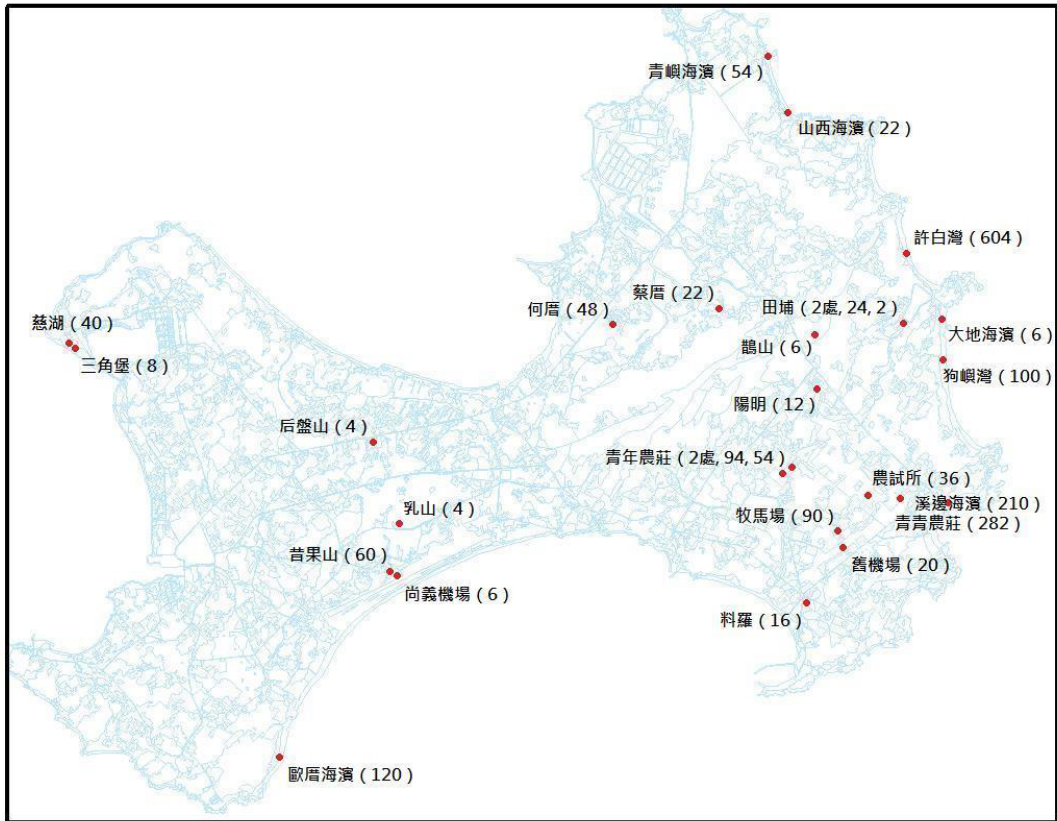 青嶼海濱（54）
山西海濱（22）
許白灣（604）
蔡厝（22）
何厝（48）
田埔（2處, 24, 2）
慈湖（40）
大地海濱（6）
鵲山（6）
三角堡（8）
狗嶼灣（100）
陽明（12）
后盤山（4）
青年農莊（2處, 94, 54）
農試所（36）
溪邊海濱（210）
乳山（4）
牧馬場（90）
青青農莊（282）
昔果山（60）
舊機場（20）
尚義機場（6）
料羅（16）
歐厝海濱（120）